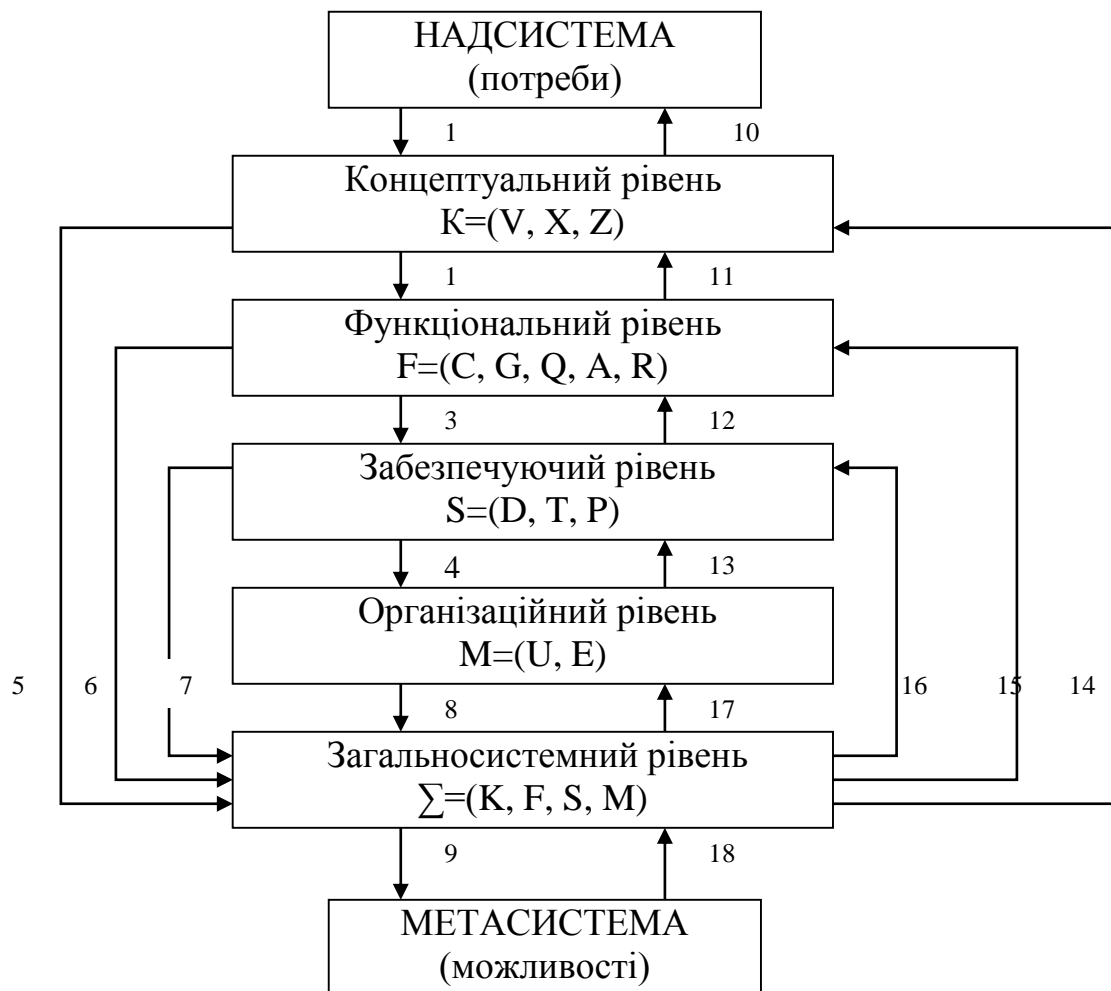 НАДСИСТЕМА
(потреби)
1 10
Концептуальний рівень
К=(V, X, Z)
1 11
Функціональний рівень
F=(C, G, Q, A, R)
3 12
Забезпечуючий рівень
S=(D, T, P)
4 13
Організаційний рівень
M=(U, E)
5 6 7 16 15 14
8 17
Загальносистемний рівень
∑=(K, F, S, M)
9 18
МЕТАСИСТЕМА
(можливості)